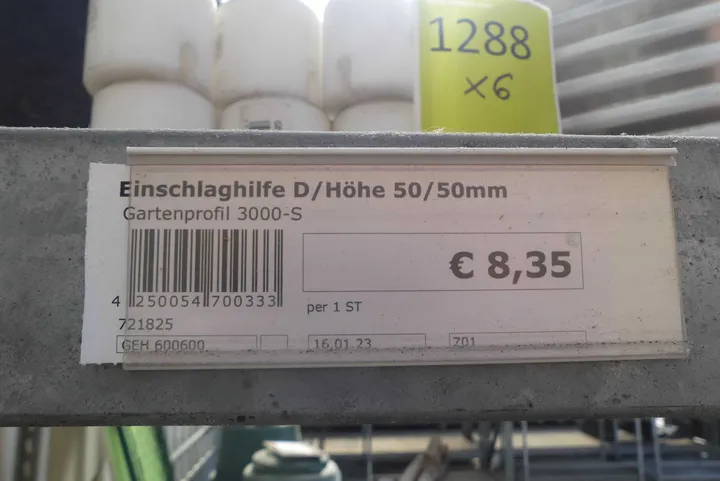 1288
x6
Einschlaghilfe D/Höhe 50/50mm
Gartenprofil 3000-S
€ 8,35
4 250054 700333
per 1 ST
721825
GEH 600600 16.01.23 701